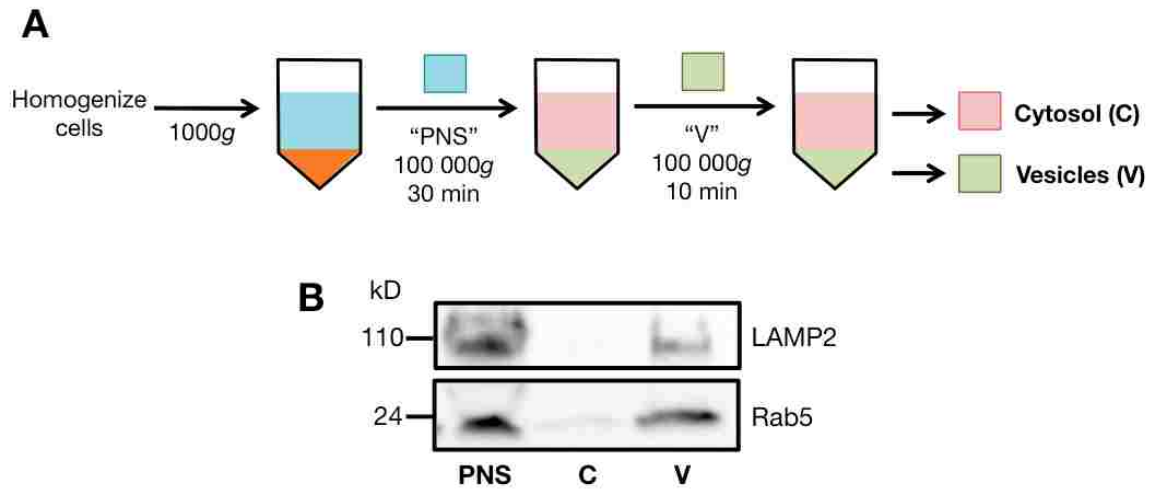 A
Homogenize
cells
1000g
“PNS”
100 000g
30 min
“V”
100 000g
10 min
Cytosol (C)
Vesicles (V)
B
kD
110
LAMP2
24
Rab5
PNS C V